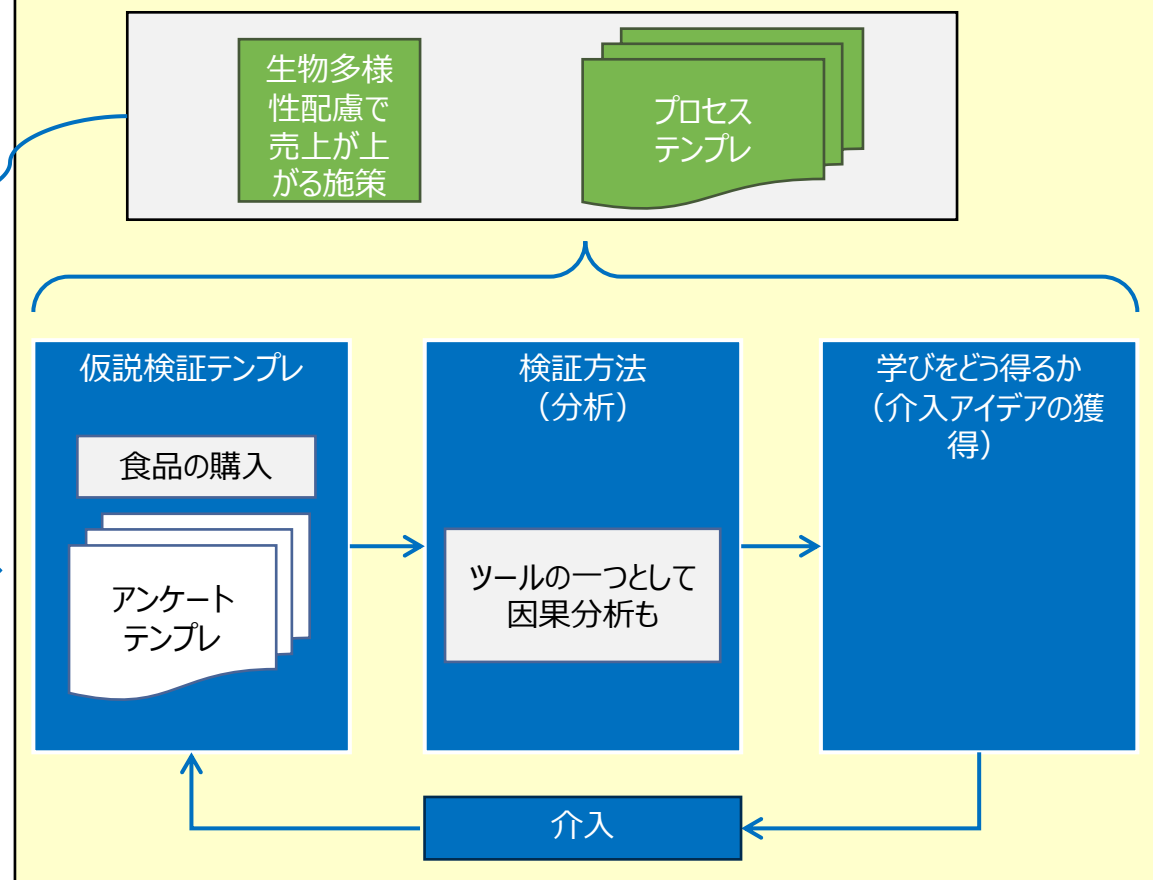 生物多様
性配慮で
売上が上
がる施策
プロセス
テンプレ
仮説検証テンプレ
食品の購入
アンケート
テンプレ
検証方法
（分析）
ツールの一つとして
因果分析も
学びをどう得るか
（介入アイデアの獲
得）
介入